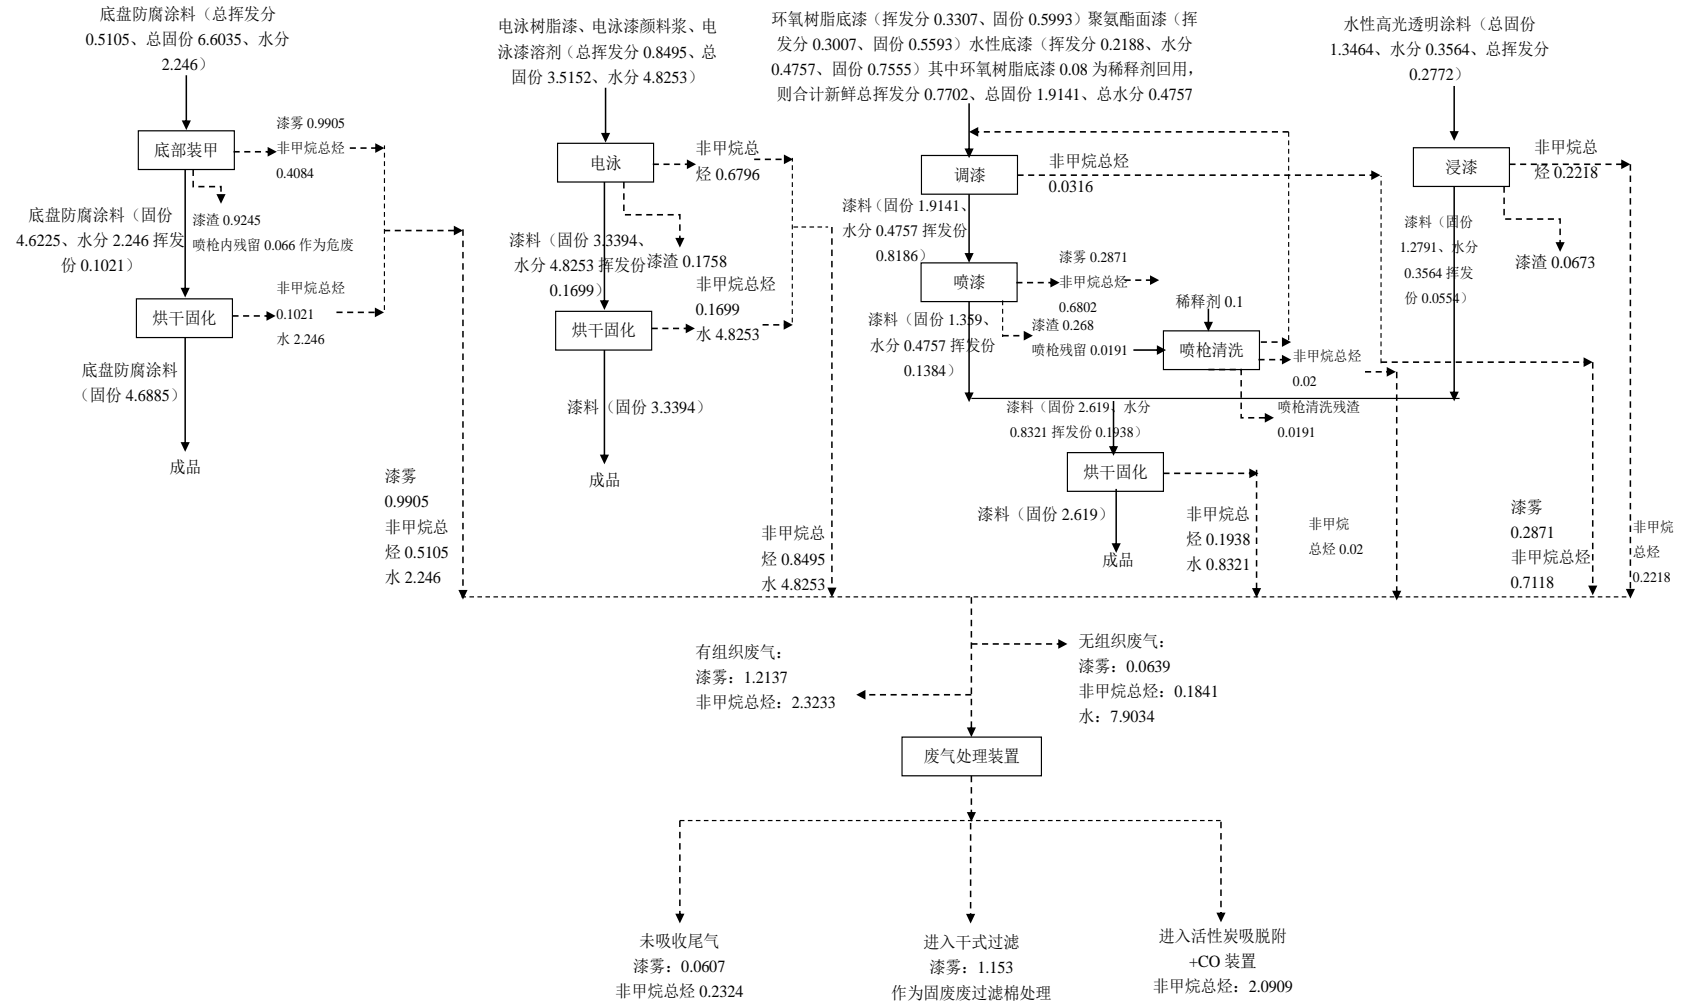 底盘防腐涂料（总挥发分
0.5105、总固份 6.6035、水分
2.246）
底部装甲
漆雾 0.9905
非甲烷总烃
0.4084
漆渣 0.9245
喷枪内残留 0.066 作为危废
底盘防腐涂料（固份
4.6225、水分 2.246 挥发
份 0.1021）
烘干固化
非甲烷总烃
0.1021
水 2.246
底盘防腐涂料
（固份 4.6885）
成品
漆雾
0.9905
非甲烷总
烃 0.5105
水 2.246
电泳树脂漆、电泳漆颜料浆、电
泳漆溶剂（总挥发分 0.8495、总
固份 3.5152、水分 4.8253）
电泳
非甲烷总
烃 0.6796
漆渣 0.1758
漆料（固份 3.3394、
水分 4.8253 挥发份
0.1699）
烘干固化
非甲烷总烃
0.1699
水 4.8253
漆料（固份 3.3394）
成品
非甲烷总
烃 0.8495
水 4.8253
环氧树脂底漆（挥发分 0.3307、固份 0.5993）聚氨酯面漆（挥
发分 0.3007、固份 0.5593）水性底漆（挥发分 0.2188、水分
0.4757、固份 0.7555）其中环氧树脂底漆 0.08 为稀释剂回用，
则合计新鲜总挥发分 0.7702、总固份 1.9141、总水分 0.4757
调漆
非甲烷总烃
0.0316
漆料（固份 1.9141、
水分 0.4757 挥发份
0.8186）
喷漆
漆雾 0.2871
非甲烷总烃
0.6802
漆渣 0.268
喷枪残留 0.0191
稀释剂 0.1
喷枪清洗
非甲烷总烃
0.02
喷枪清洗残渣
0.0191
漆料（固份 1.359、
水分 0.4757 挥发份
0.1384）
漆料（固份 2.619、水分
0.8321 挥发份 0.1938）
烘干固化
漆料（固份 2.619）
成品
非甲烷总
烃 0.1938
水 0.8321
非甲烷
总烃 0.02
水性高光透明涂料（总固份
1.3464、水分 0.3564、总挥发分
0.2772）
浸漆
非甲烷总
烃 0.2218
漆料（固份
1.2791、水分
0.3564 挥发
份 0.0554）
漆渣 0.0673
漆雾
0.2871
非甲烷总烃
0.7118
非甲烷
总烃
0.2218
有组织废气：
漆雾：1.2137
非甲烷总烃：2.3233
无组织废气：
漆雾：0.0639
非甲烷总烃：0.1841
水：7.9034
废气处理装置
未吸收尾气
漆雾：0.0607
非甲烷总烃 0.2324
进入干式过滤
漆雾：1.153
作为固废废过滤棉处理
进入活性炭吸脱附
+CO 装置
非甲烷总烃：2.0909